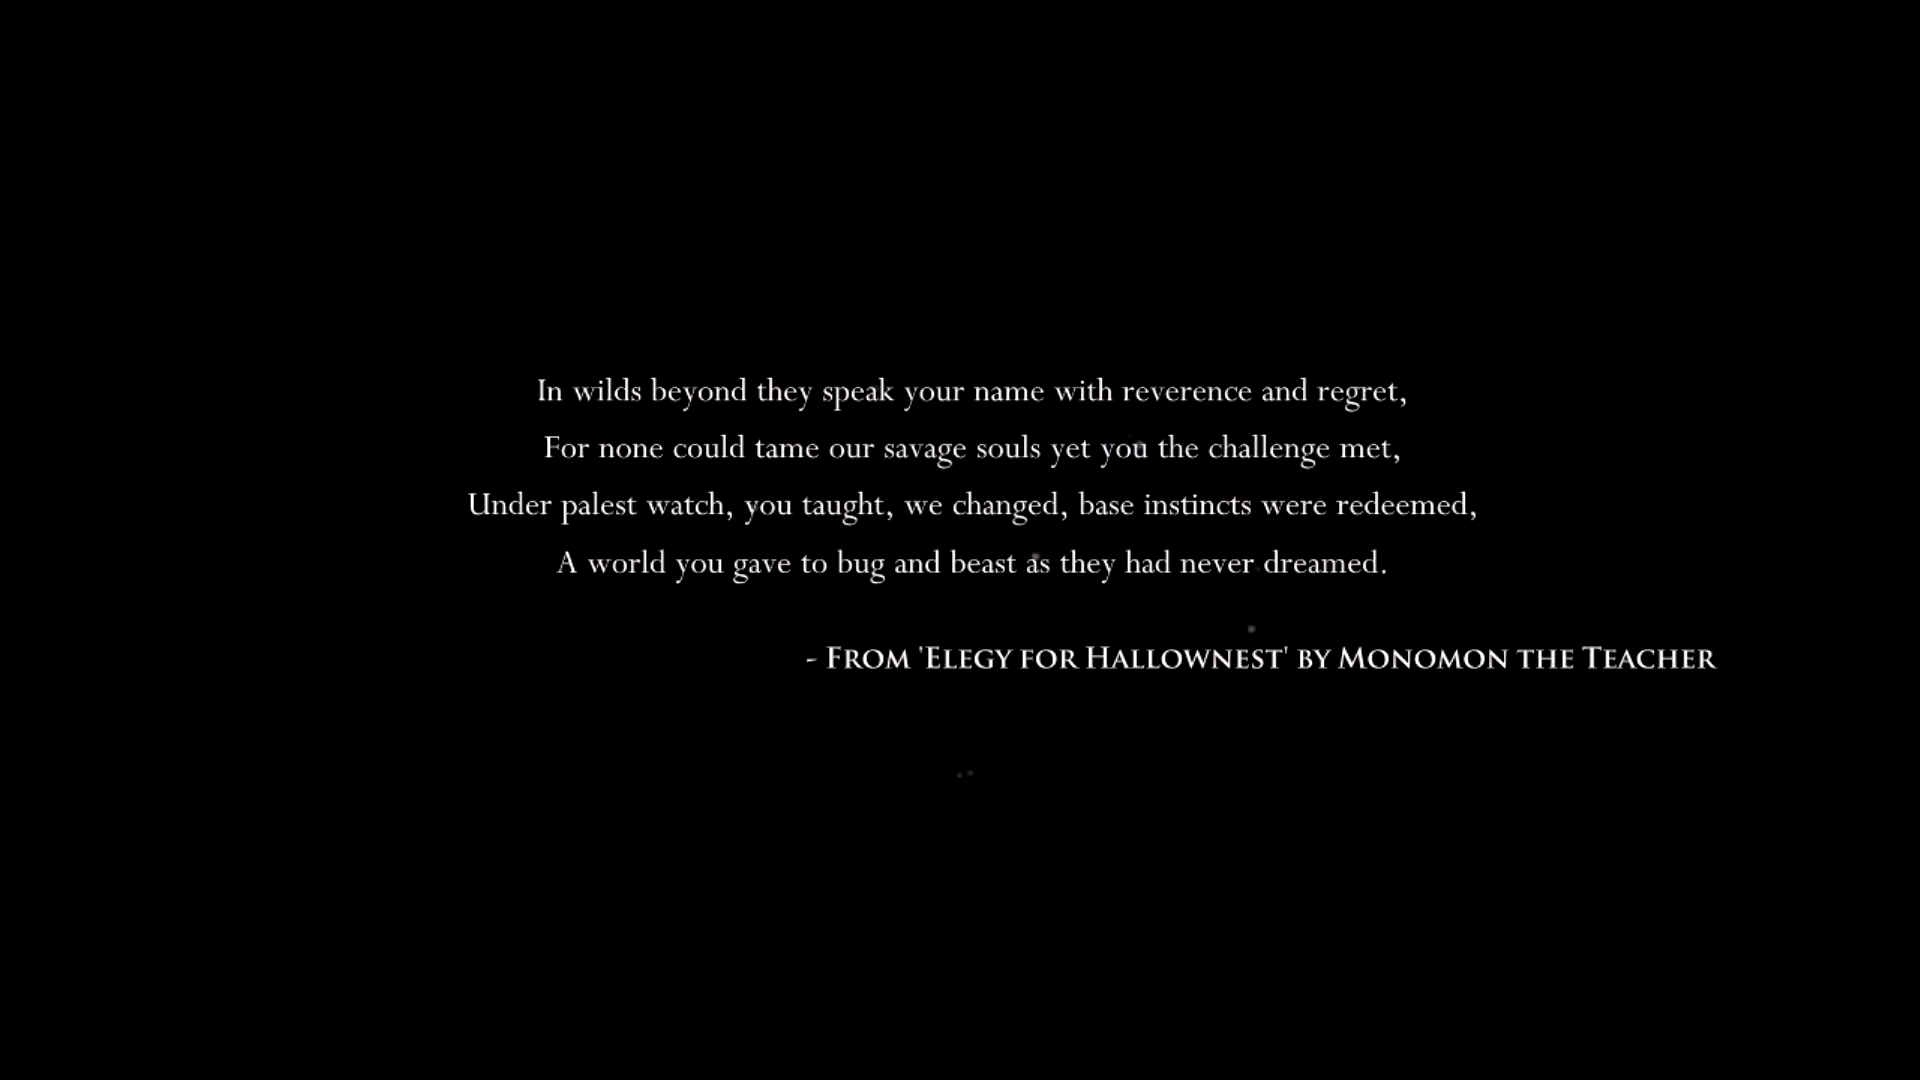 In wilds beyond they speak your name with reverence and regret,
For none could tame our savage souls yet you the challenge met,
Under palest watch, you taught, we changed, base instincts were redeemed,
A world you gave to bug and beast as they had never dreamed.
- From 'Elegy for Hallownest' by Monomon the Teacher